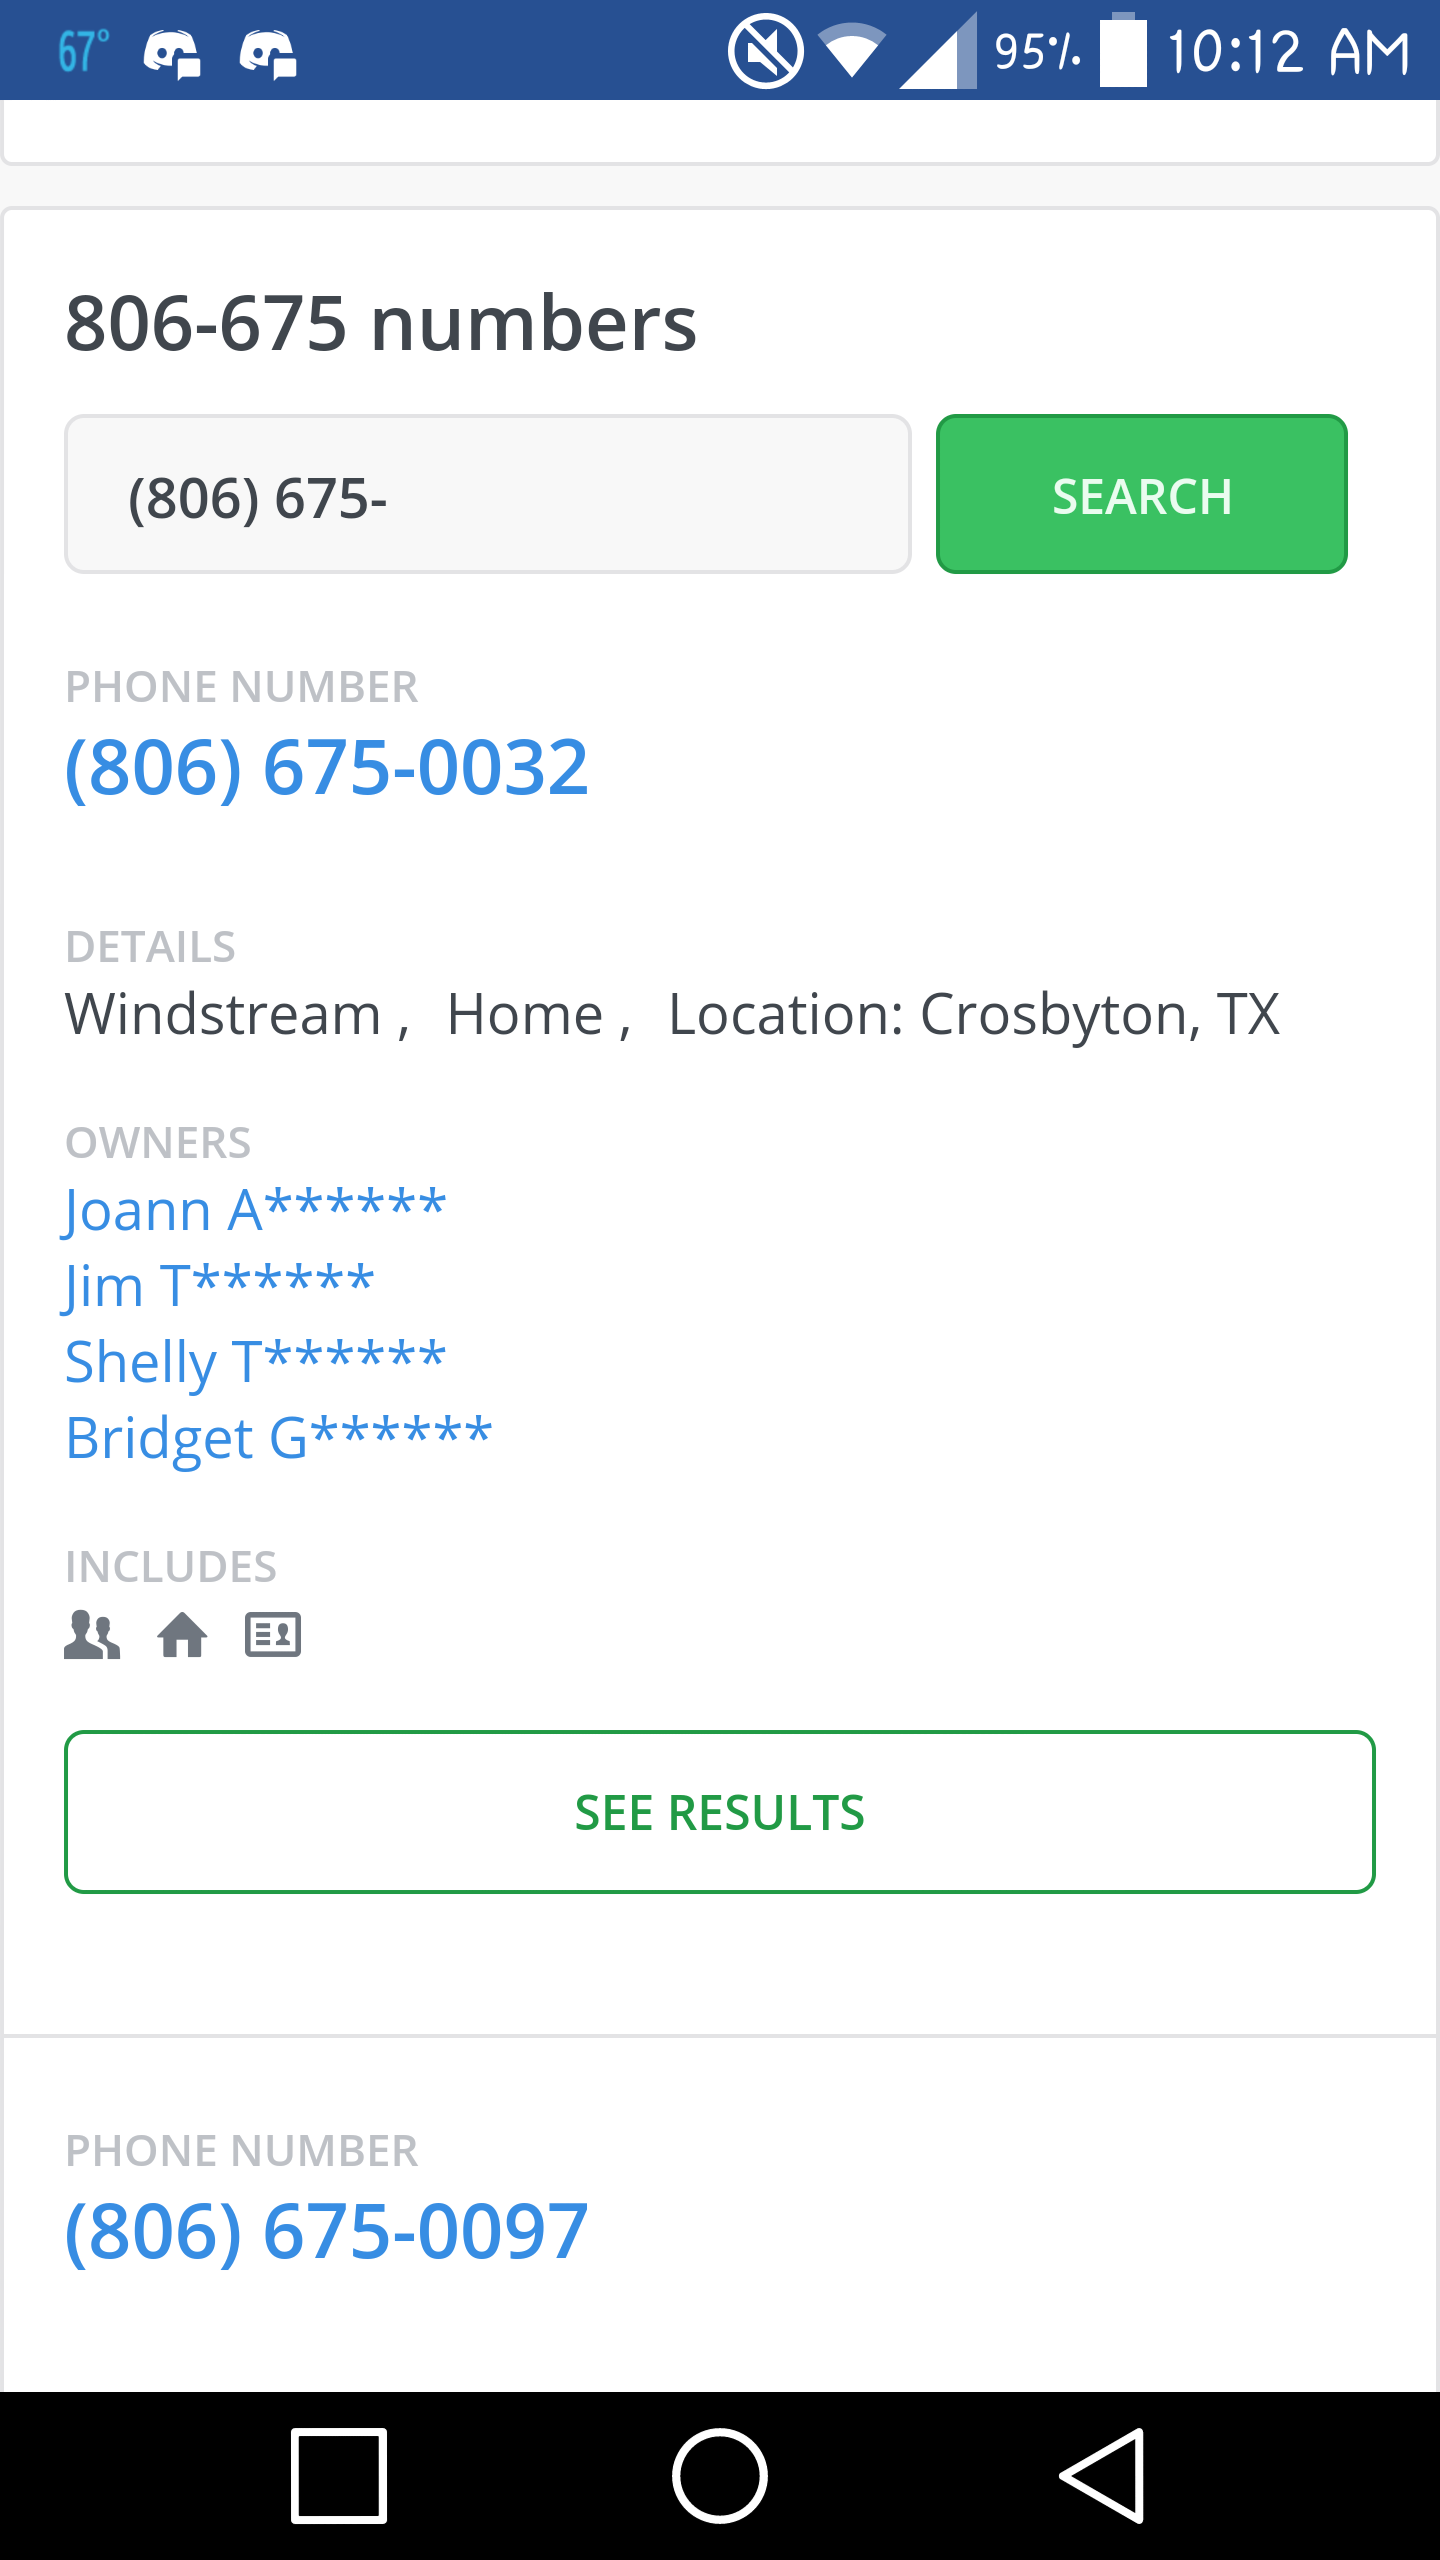 67°
95% 10:12 AM
806-675 numbers
(806) 675-
SEARCH
PHONE NUMBER
(806) 675-0032
DETAILS
Windstream , Home , Location: Crosbyton, TX
OWNERS
Joann A******
Jim T******
Shelly T******
Bridget G******
INCLUDES
SEE RESULTS
PHONE NUMBER
(806) 675-0097